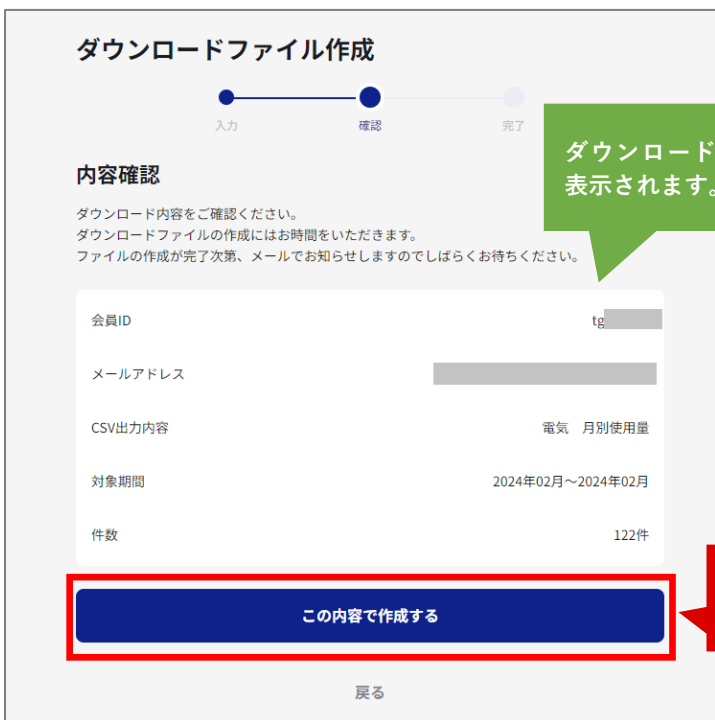 ダウンロードファイル作成
入力
確認
完了
ダウンロード
表示されます。
内容確認
ダウンロード内容をご確認ください。
ダウンロードファイルの作成にはお時間をいただきます。
ファイルの作成が完了次第、メールでお知らせしますのでしばらくお待ちください。
会員ID tg
メールアドレス
CSV出力内容 電気　月別使用量
対象期間 2024年02月～2024年02月
件数 122件
この内容で作成する
戻る